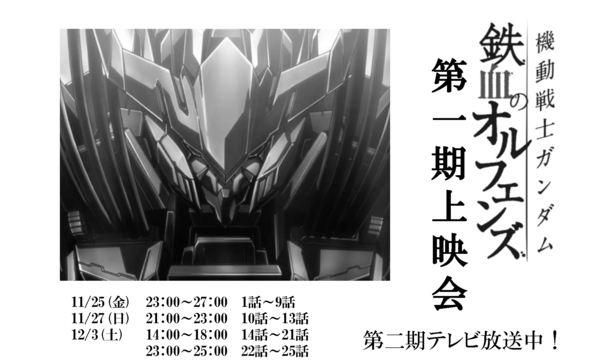 機動戦士ガンダム
鉄血のオルフェンズ
第一期上映会
11/25(金) 23:00～27:00 1話～9話
11/27(日) 21:00～23:00 10話～13話
12/3(土) 14:00～18:00 14話～21話
23:00～25:00 22話～25話
第二期テレビ放送中！